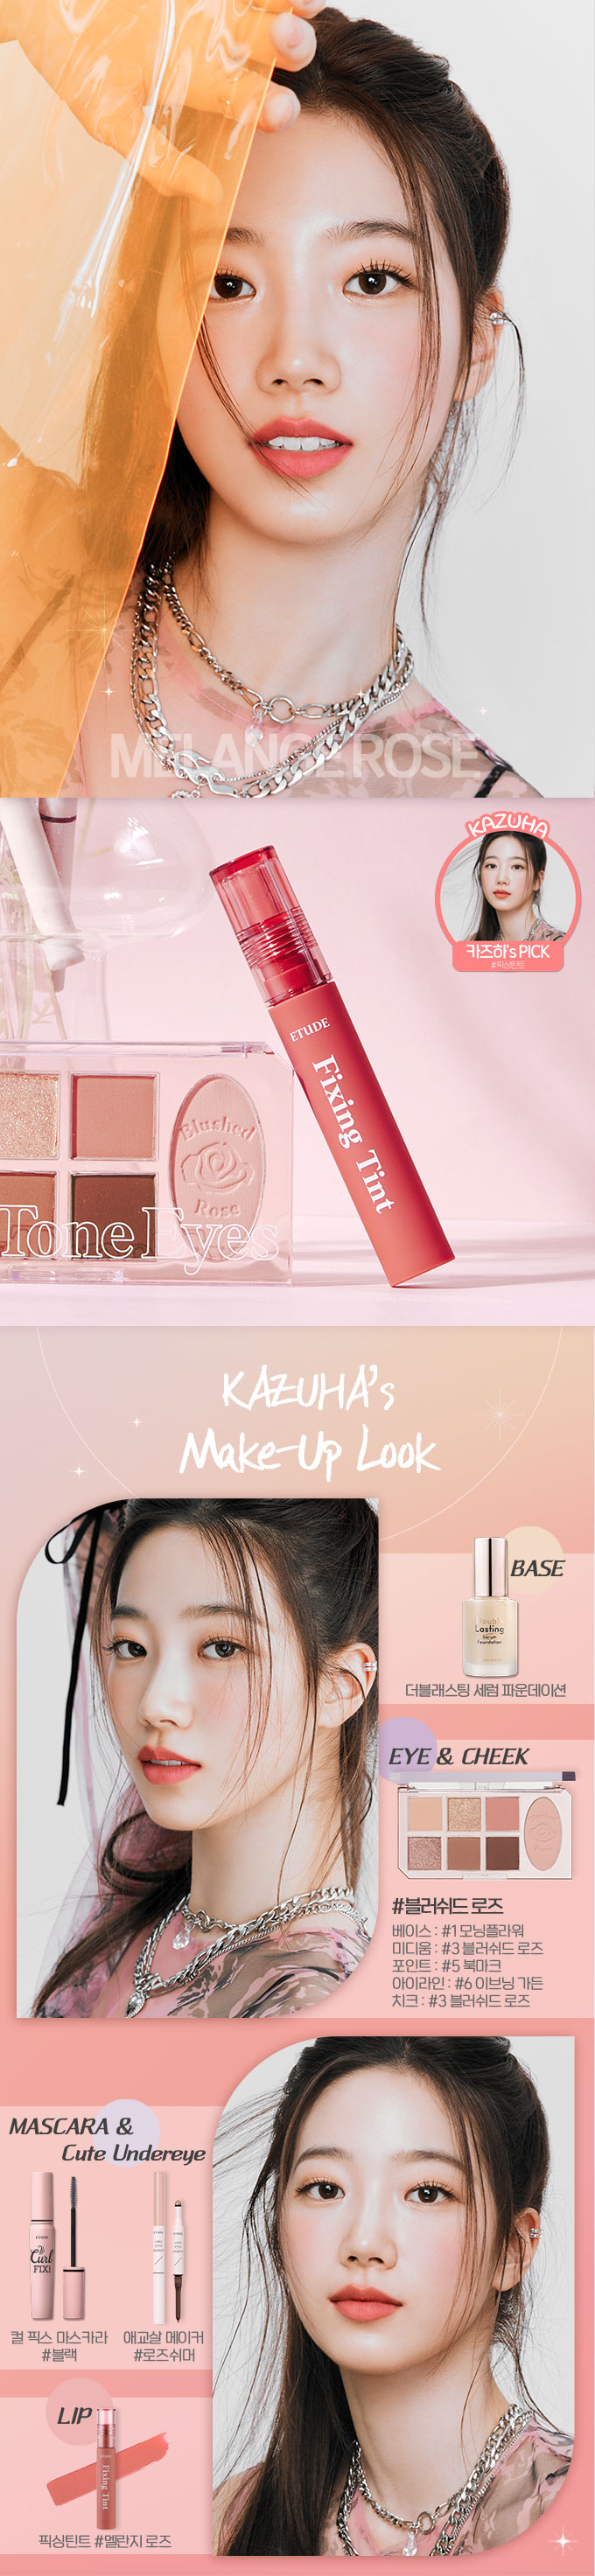 MELANGE ROSE
KAZUHA
카즈하's PICK
#픽싱틴트
ETUDE
Fixing Tint
Blushed
Rose
Tone Eyes
KAZUHA's
Make-Up Look
BASE
Double
Lasting
Serum
Foundation
더블래스팅 세럼 파운데이션
EYE & CHEEK
#블러쉬드 로즈
베이스 : #1 모닝플라워
미디움 : #3 블러쉬드 로즈
포인트 : #5 북마크
아이라인 : #6 이브닝 가든
치크 : #3 블러쉬드 로즈
MASCARA &
Cute Undereye
ETUDE
Curl
FIX!
컬 픽스 마스카라
#블랙
애교살 메이커
#로즈쉬머
LIP
Fixing Tint
픽싱틴트 #멜란지 로즈